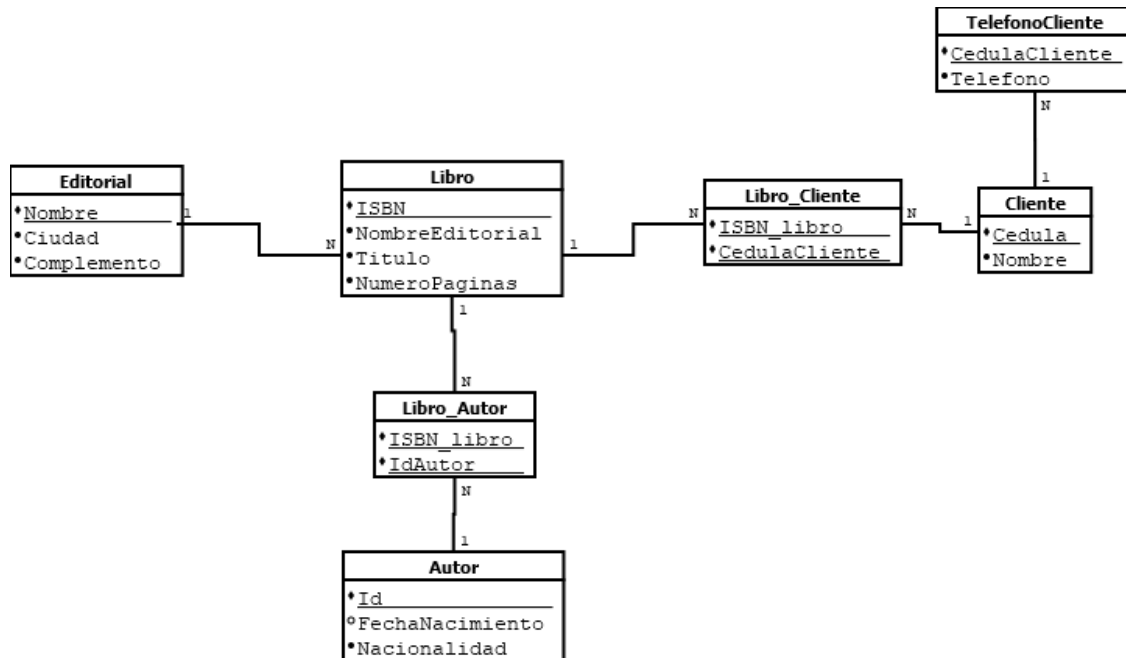 TelefonoCliente
CedulaCliente
Telefono
N
1
Editorial
Nombre
Ciudad
Complemento
1
N
Libro
ISBN
NombreEditorial
Titulo
NumeroPaginas
1
N
Libro_Cliente
ISBN_libro
CedulaCliente
N
1
Cliente
Cedula
Nombre
1
N
Libro_Autor
ISBN_libro
IdAutor
N
1
Autor
Id
FechaNacimiento
Nacionalidad